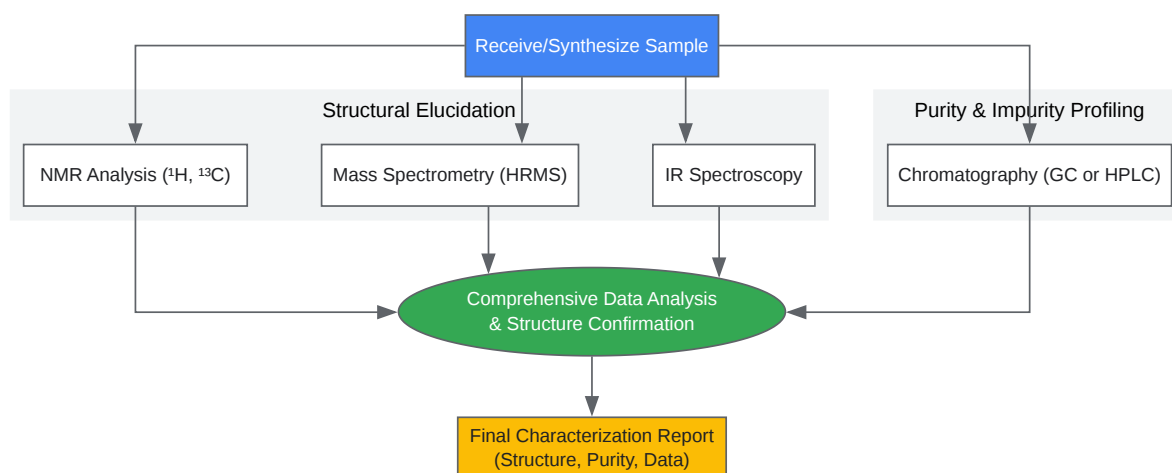 Receive/Synthesize Sample
Structural Elucidation
Purity & Impurity Profiling
NMR Analysis (¹H, ¹³C)
Mass Spectrometry (HRMS)
IR Spectroscopy
Chromatography (GC or HPLC)
Comprehensive Data Analysis
& Structure Confirmation
Final Characterization Report
(Structure, Purity, Data)